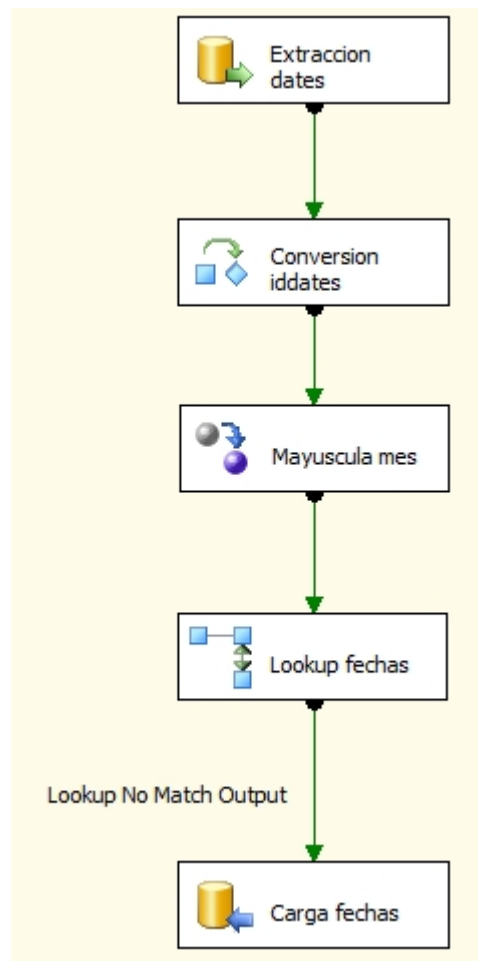 Extraccion
dates
Conversion
iddates
Mayuscula mes
Lookup fechas
Lookup No Match Output
Carga fechas